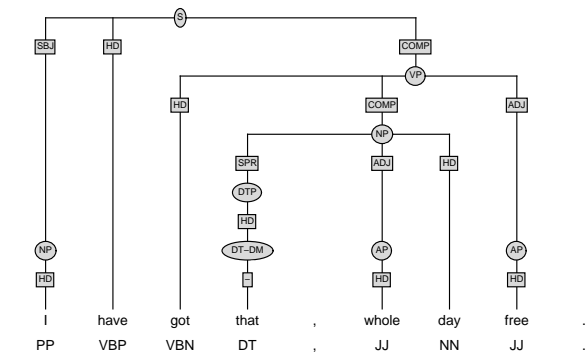 S
SBJ HD COMP
VP
HD COMP ADJ
NP
SPR ADJ HD
DTP
HD
NP DT–DM AP AP
HD – HD HD
I have got that , whole day free .
PP VBP VBN DT , JJ NN JJ .